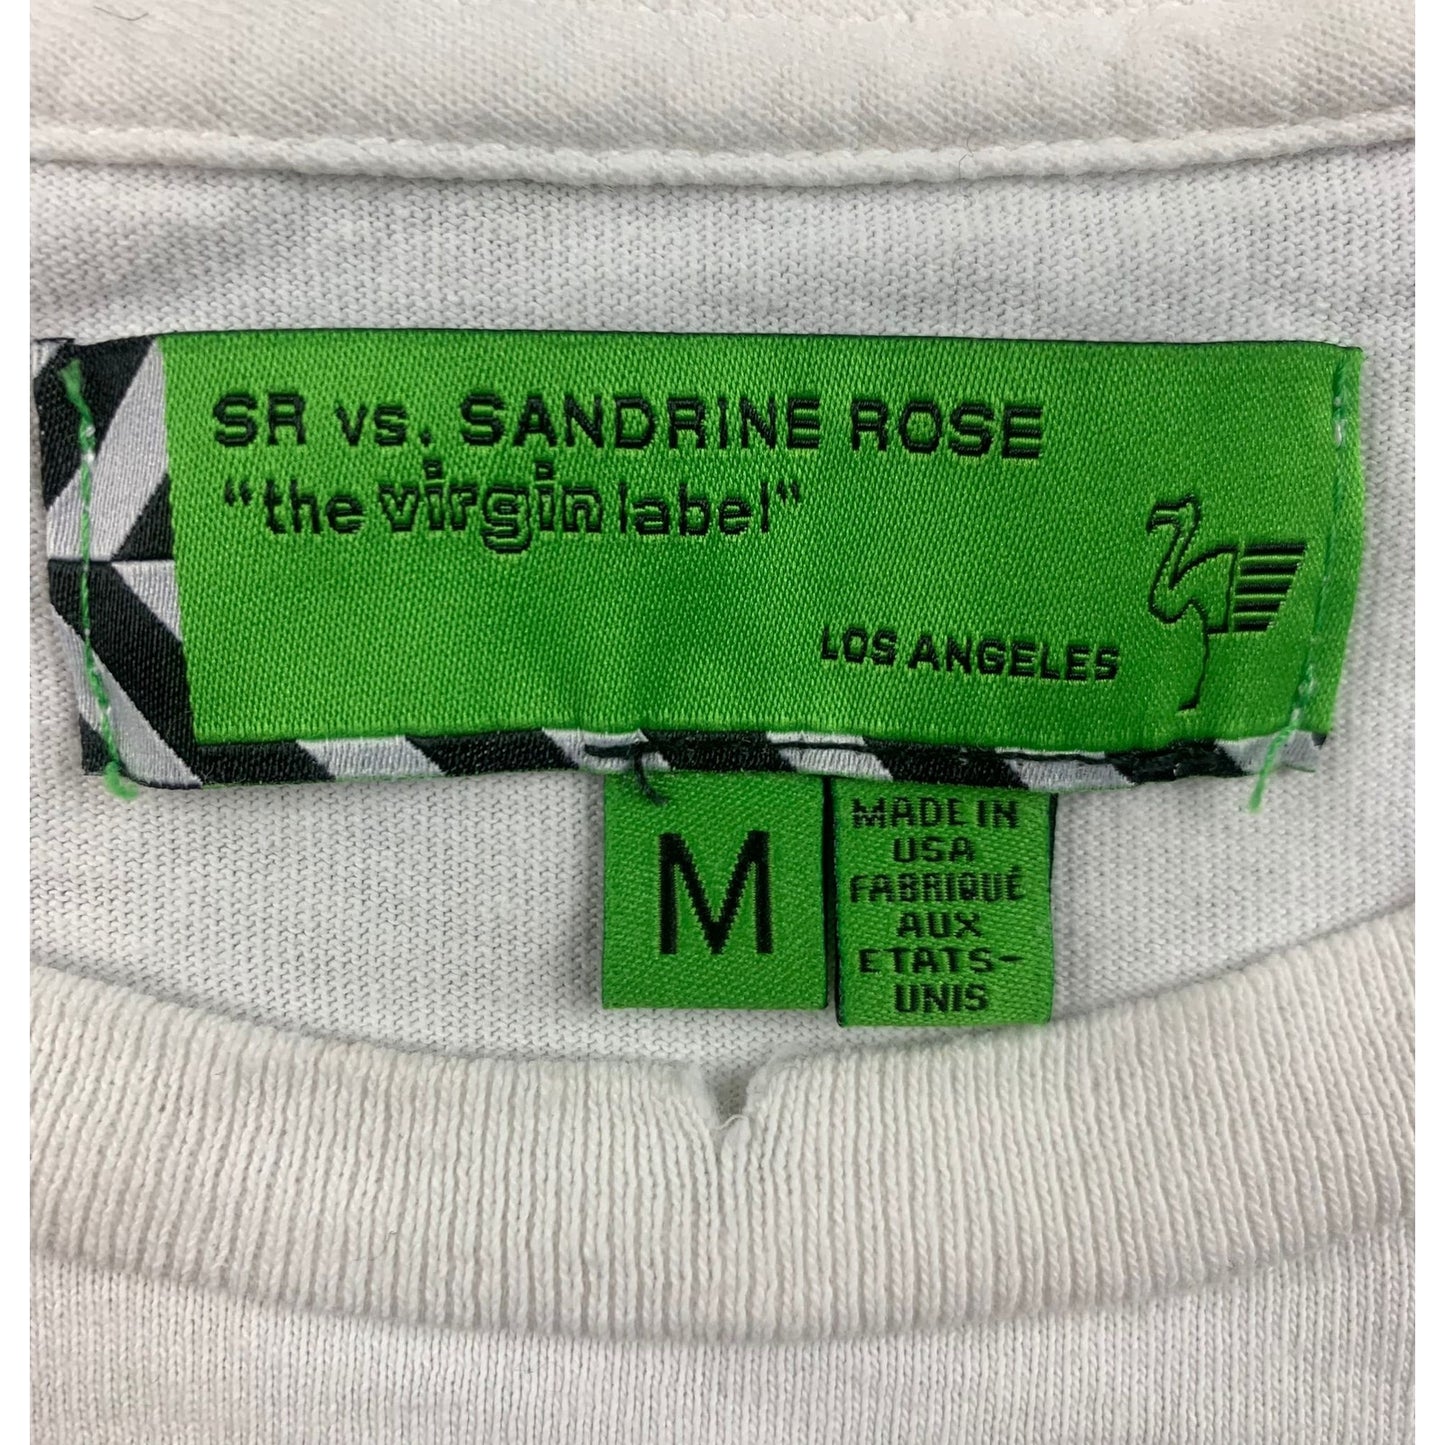 SR vs. SANDRINE ROSE
"the virgin label"
LOS ANGELES
M
MADE IN
USA
FABRIQUÉ
AUX
ETATS-
UNIS